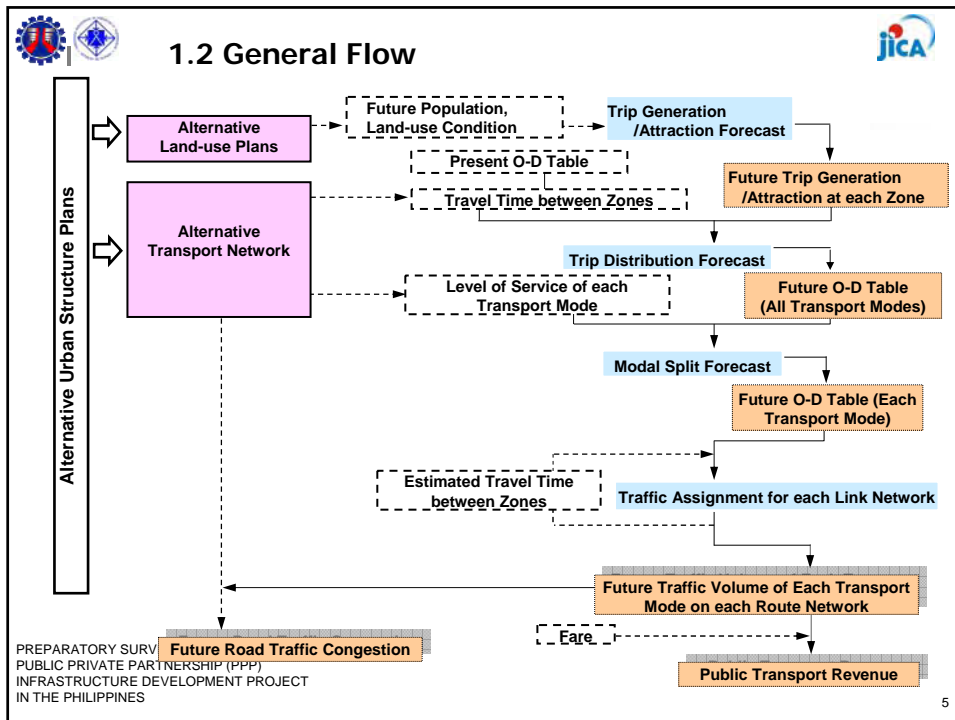 1.2 General Flow
jICA
Alternative Urban Structure Plans
Alternative
Land-use Plans
Future Population,
Land-use Condition
Trip Generation
/Attraction Forecast
Present O-D Table
Travel Time between Zones
Future Trip Generation
/Attraction at each Zone
Alternative
Transport Network
Trip Distribution Forecast
Level of Service of each
Transport Mode
Future O-D Table
(All Transport Modes)
Modal Split Forecast
Future O-D Table (Each
Transport Mode)
Estimated Travel Time
between Zones
Traffic Assignment for each Link Network
Future Traffic Volume of Each Transport
Mode on each Route Network
Fare
Future Road Traffic Congestion
Public Transport Revenue
PREPARATORY SURV
PUBLIC PRIVATE PARTNERSHIP (PPP)
INFRASTRUCTURE DEVELOPMENT PROJECT
IN THE PHILIPPINES
5